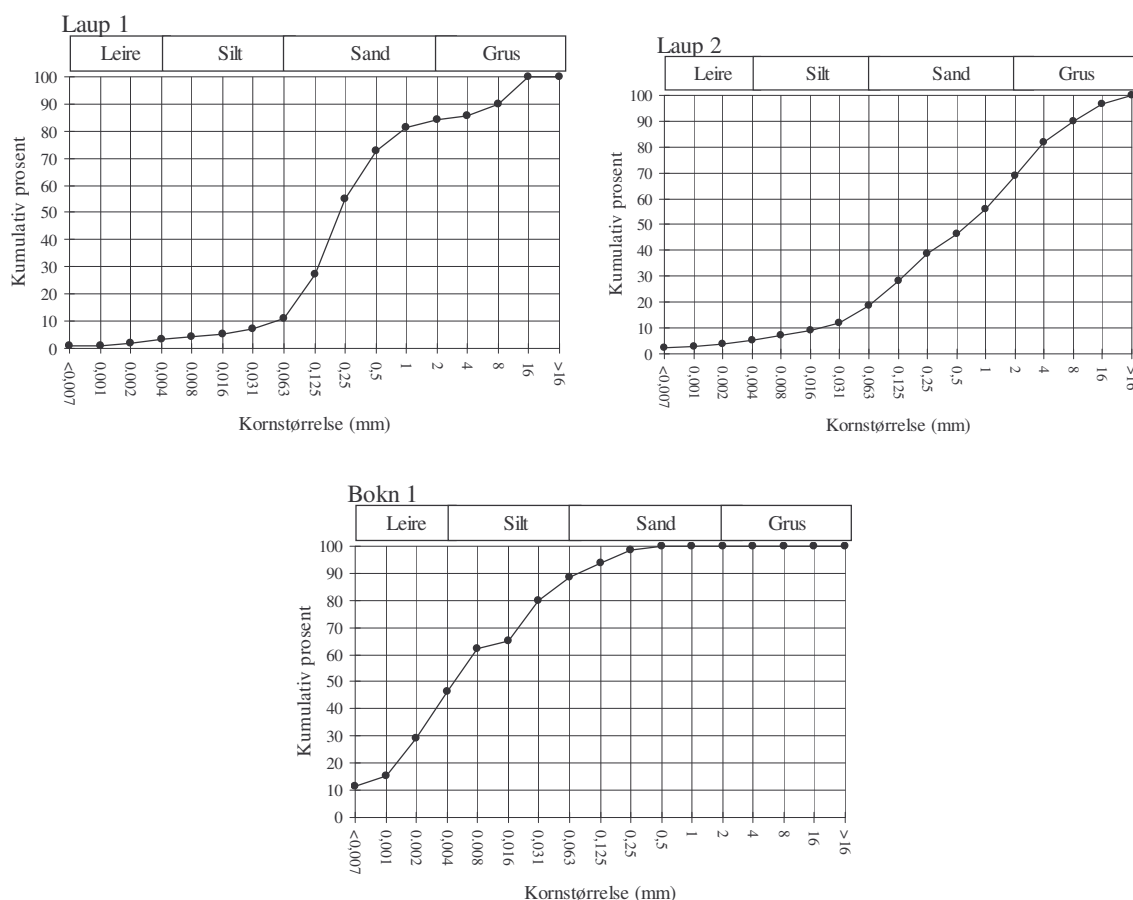 Laup 1
Leire Silt Sand Grus
100
90
80
70
60
50
40
30
20
10
0
Kumulativ prosent
<0,007 0,001 0,002 0,004 0,008 0,016 0,031 0,063 0,125 0,25 0,5 1 2 4 8 16 >16
Kornstørrelse (mm)
Laup 2
Leire Silt Sand Grus
100
90
80
70
60
50
40
30
20
10
0
Kumulativ prosent
<0,007 0,001 0,002 0,004 0,008 0,016 0,031 0,063 0,125 0,25 0,5 1 2 4 8 16 >16
Kornstørrelse (mm)
Bokn 1
Leire Silt Sand Grus
100
90
80
70
60
50
40
30
20
10
0
Kumulativ prosent
<0,007 0,001 0.002 0,004 0,008 0,016 0,031 0,063 0,125 0,25 0,5 1 2 4 8 16 >16
Kornstørrelse (mm)